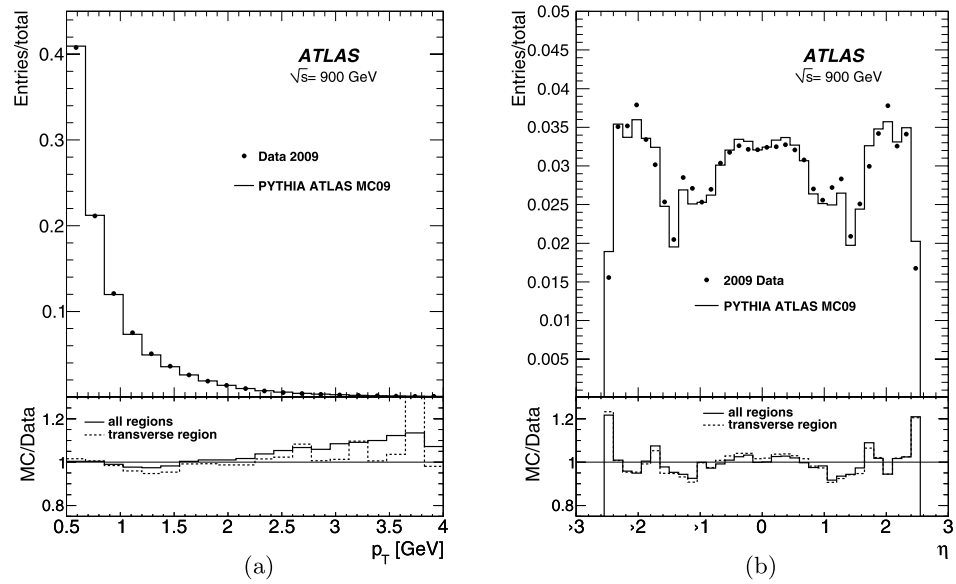 Entries/total
0.4
0.3
0.2
0.1
ATLAS
√s= 900 GeV
Data 2009
PYTHIA ATLAS MC09
MC/Data
1.2
1
0.8
all regions
transverse region
0.5 1 1.5 2 2.5 3 3.5 4
p_T [GeV]
(a)
Entries/total
0.05
0.045
0.04
0.035
0.03
0.025
0.02
0.015
0.01
0.005
ATLAS
√s= 900 GeV
2009 Data
PYTHIA ATLAS MC09
MC/Data
1.2
1
0.8
all regions
transverse region
›3 ›2 ›1 0 1 2 3
η
(b)